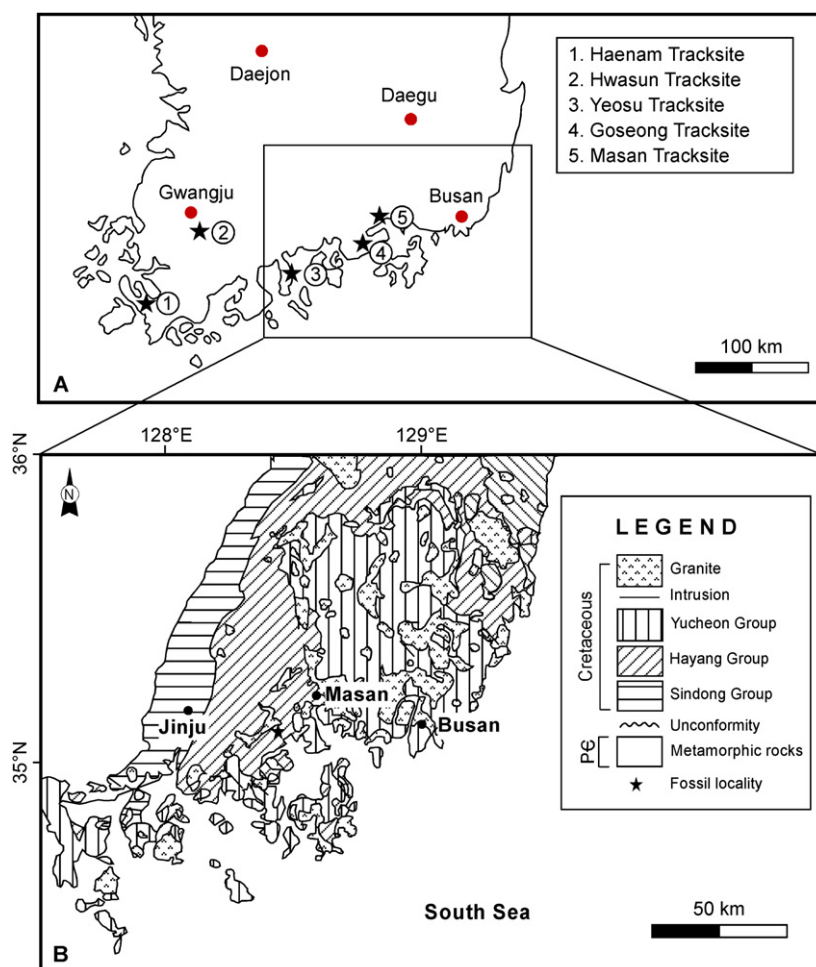 Daejon
Daegu
Gwangju
Busan
1
2
3
4
5
1. Haenam Tracksite
2. Hwasun Tracksite
3. Yeosu Tracksite
4. Goseong Tracksite
5. Masan Tracksite
100 km
A
128°E
129°E
36°N
35°N
N
Jinju
Masan
Busan
South Sea
LEGEND
Cretaceous
Granite
Intrusion
Yucheon Group
Hayang Group
Sindong Group
Unconformity
PЄ
Metamorphic rocks
Fossil locality
50 km
B